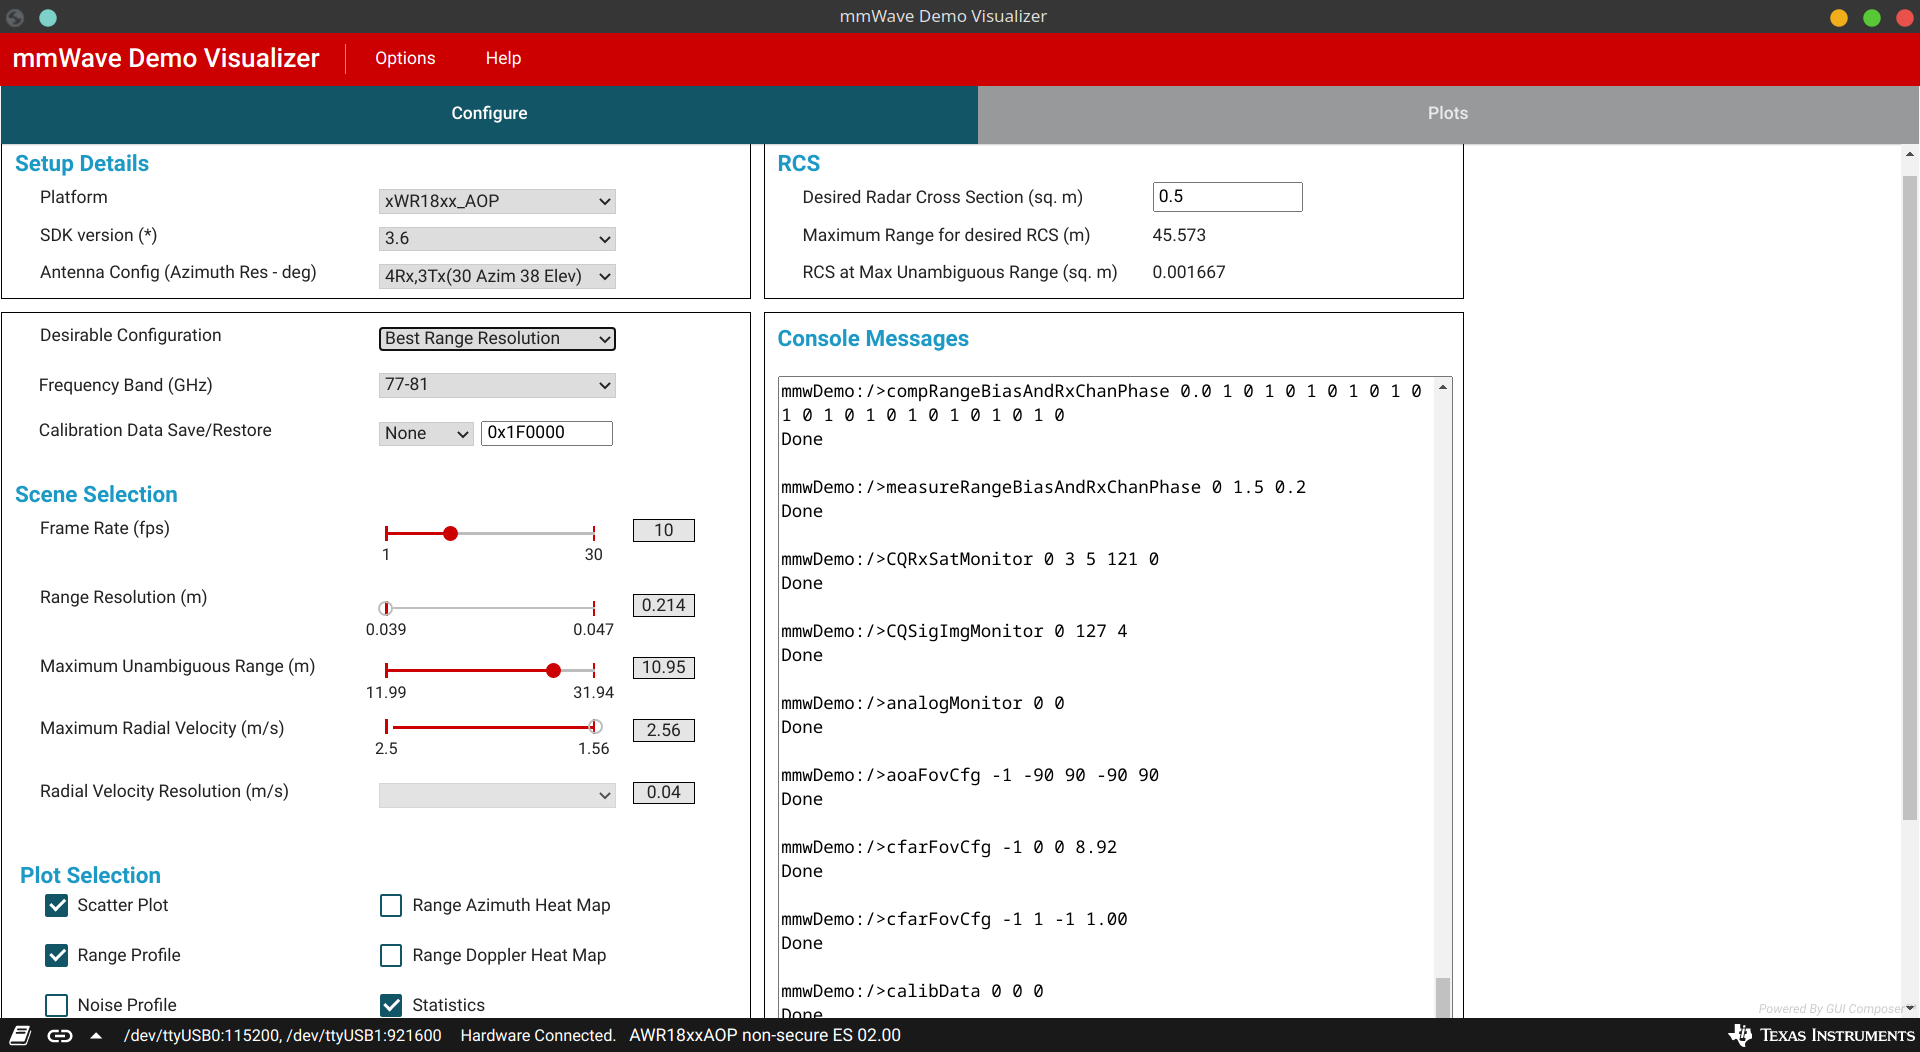 mmWave Demo Visualizer
mmWave Demo Visualizer
Options
Help
Configure
Plots
Setup Details
Platform
xWR18xx_AOP
SDK version (*)
3.6
Antenna Config (Azimuth Res - deg)
4Rx,3Tx(30 Azim 38 Elev)
RCS
Desired Radar Cross Section (sq. m)
0.5
Maximum Range for desired RCS (m)
45.573
RCS at Max Unambiguous Range (sq. m)
0.001667
Desirable Configuration
Best Range Resolution
Frequency Band (GHz)
77-81
Calibration Data Save/Restore
None
0x1F0000
Scene Selection
Frame Rate (fps)
1
30
10
Range Resolution (m)
0.039
0.047
0.214
Maximum Unambiguous Range (m)
11.99
31.94
10.95
Maximum Radial Velocity (m/s)
2.5
1.56
2.56
Radial Velocity Resolution (m/s)
0.04
Plot Selection
Scatter Plot
Range Azimuth Heat Map
Range Profile
Range Doppler Heat Map
Noise Profile
Statistics
Console Messages
mmwDemo:/>compRangeBiasAndRxChanPhase 0.0 1 0 1 0 1 0 1 0 1 0
1 0 1 0 1 0 1 0 1 0 1 0 1 0
Done
mmwDemo:/>measureRangeBiasAndRxChanPhase 0 1.5 0.2
Done
mmwDemo:/>CQRxSatMonitor 0 3 5 121 0
Done
mmwDemo:/>CQSigImgMonitor 0 127 4
Done
mmwDemo:/>analogMonitor 0 0
Done
mmwDemo:/>aoaFovCfg -1 -90 90 -90 90
Done
mmwDemo:/>cfarFovCfg -1 0 0 8.92
Done
mmwDemo:/>cfarFovCfg -1 1 -1 1.00
Done
mmwDemo:/>calibData 0 0 0
Done
Powered By GUI Composer
/dev/ttyUSB0:115200, /dev/ttyUSB1:921600
Hardware Connected.
AWR18xxAOP non-secure ES 02.00
TEXAS INSTRUMENTS